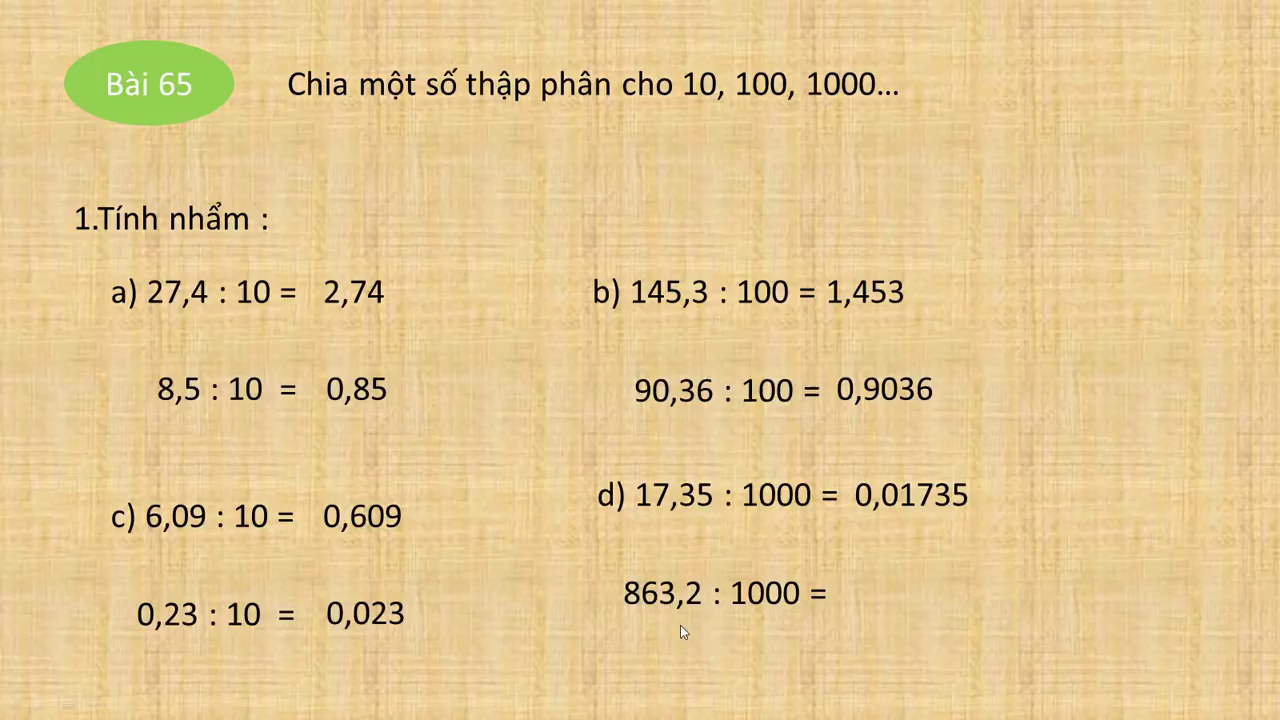 Bài 65
Chia một số thập phân cho 10, 100, 1000...
1.Tính nhẩm :
a) 27,4 : 10 = 2,74
8,5 : 10 = 0,85
b) 145,3 : 100 = 1,453
90,36 : 100 = 0,9036
c) 6,09 : 10 = 0,609
0,23 : 10 = 0,023
d) 17,35 : 1000 = 0,01735
863,2 : 1000 =